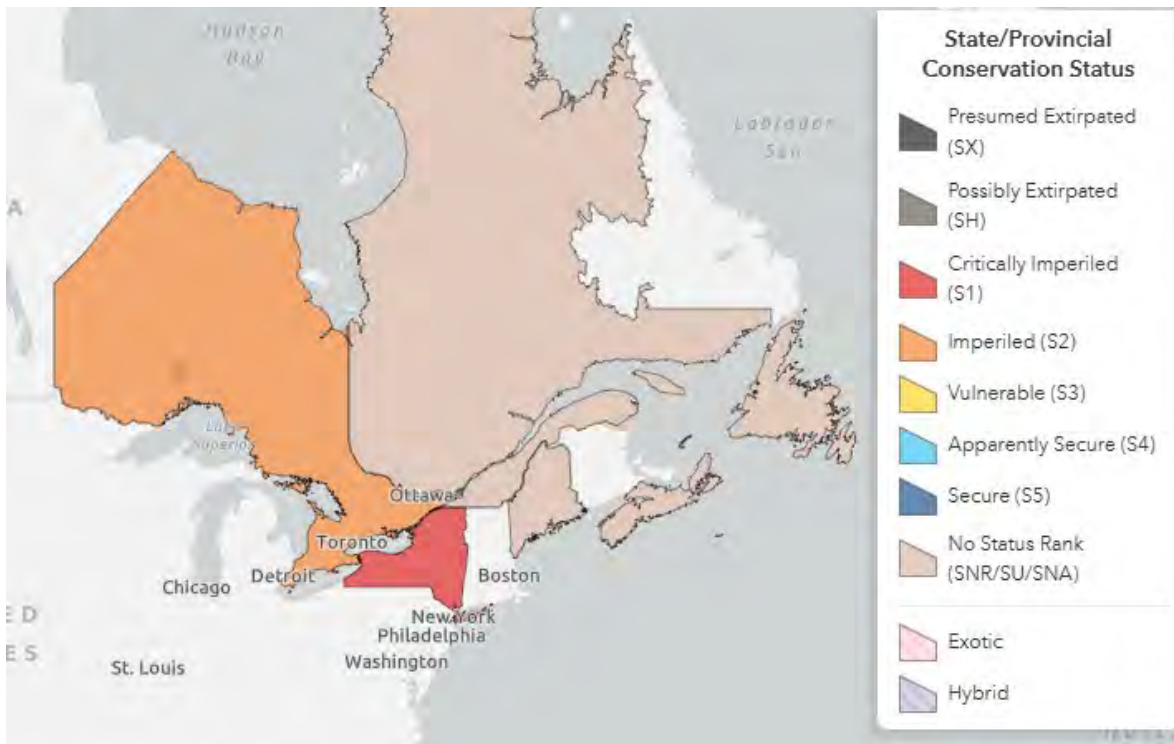 Hudson
Bay
Labrador
Sea
A
Lake
Superior
Ottawa
Toronto
Chicago
Detroit
Boston
New York
Philadelphia
Washington
St. Louis
E D
E S
State/Provincial
Conservation Status
Presumed Extirpated
(SX)
Possibly Extirpated
(SH)
Critically Imperiled
(S1)
Imperiled (S2)
Vulnerable (S3)
Apparently Secure (S4)
Secure (S5)
No Status Rank
(SNR/SU/SNA)
Exotic
Hybrid